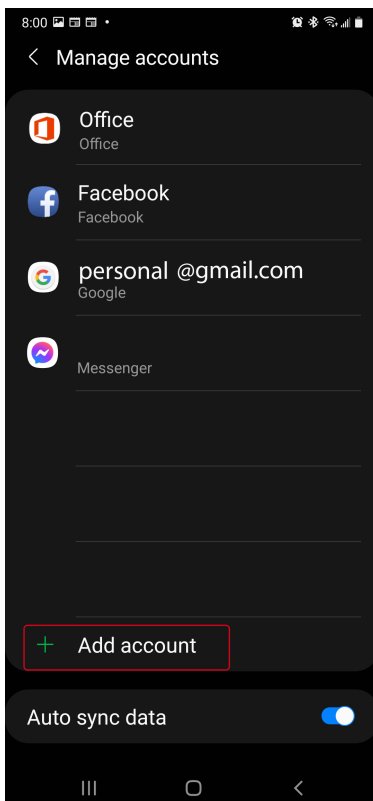 8:00
Manage accounts
Office
Office
Facebook
Facebook
personal @gmail.com
Google
Messenger
+ Add account
Auto sync data